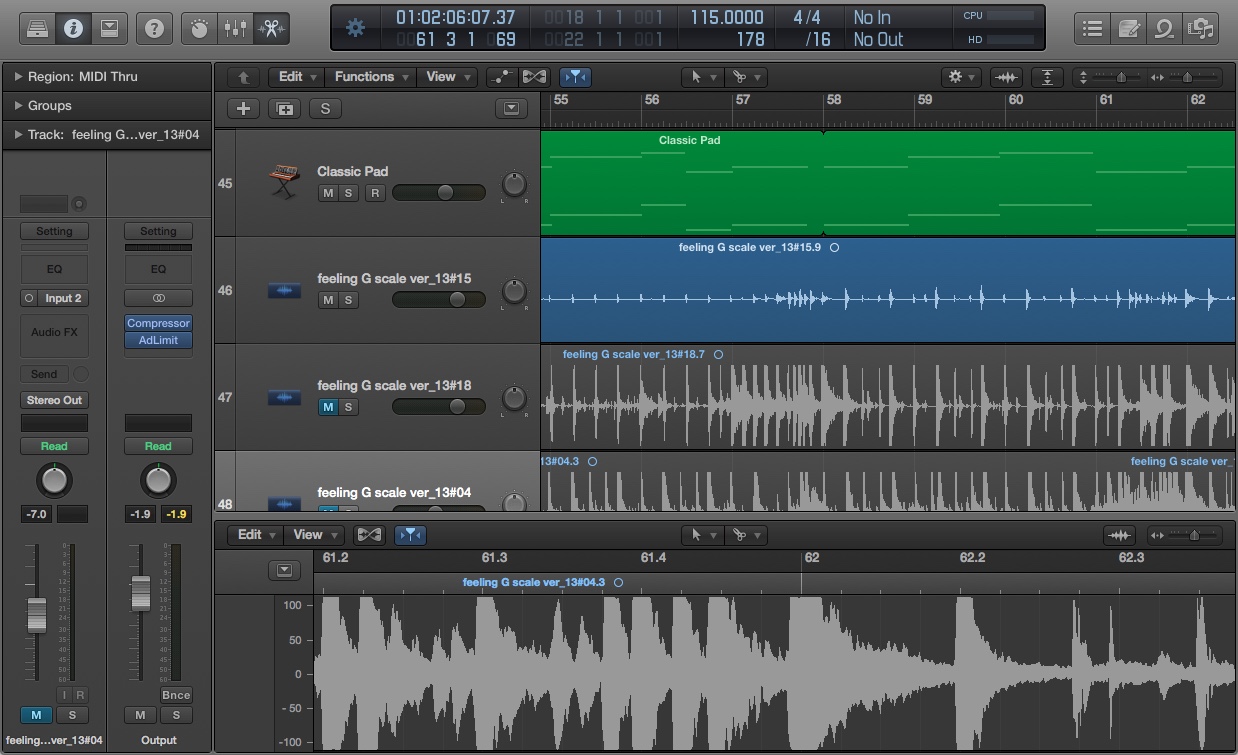 01:02:06:07.37 0018 1 1 001 115.0000 4/4 No In CPU
0061 3 1 069 0022 1 1 001 178 /16 No Out HD
Region: MIDI Thru
Edit Functions View
Groups
S
55 56 57 58 59 60 61 62
Track: feeling G...ver_13#04
45 Classic Pad
M S R
L R
Classic Pad
Setting Setting
EQ EQ
Input 2
Audio FX
Compressor
AdLimit
Send
Stereo Out
Read Read
-7.0 -1.9 -1.9
46 feeling G scale ver_13#15
M S
L R
feeling G scale ver_13#15.9
47 feeling G scale ver_13#18
M S
L R
feeling G scale ver_13#18.7
48 feeling G scale ver_13#04
13#04.3
feeling G scale ver_
Edit View
61.2 61.3 61.4 62 62.2 62.3
feeling G scale ver_13#04.3
100
50
0
- 50
-100
I R
Bnce
M S M S
feeling...ver_13#04 Output